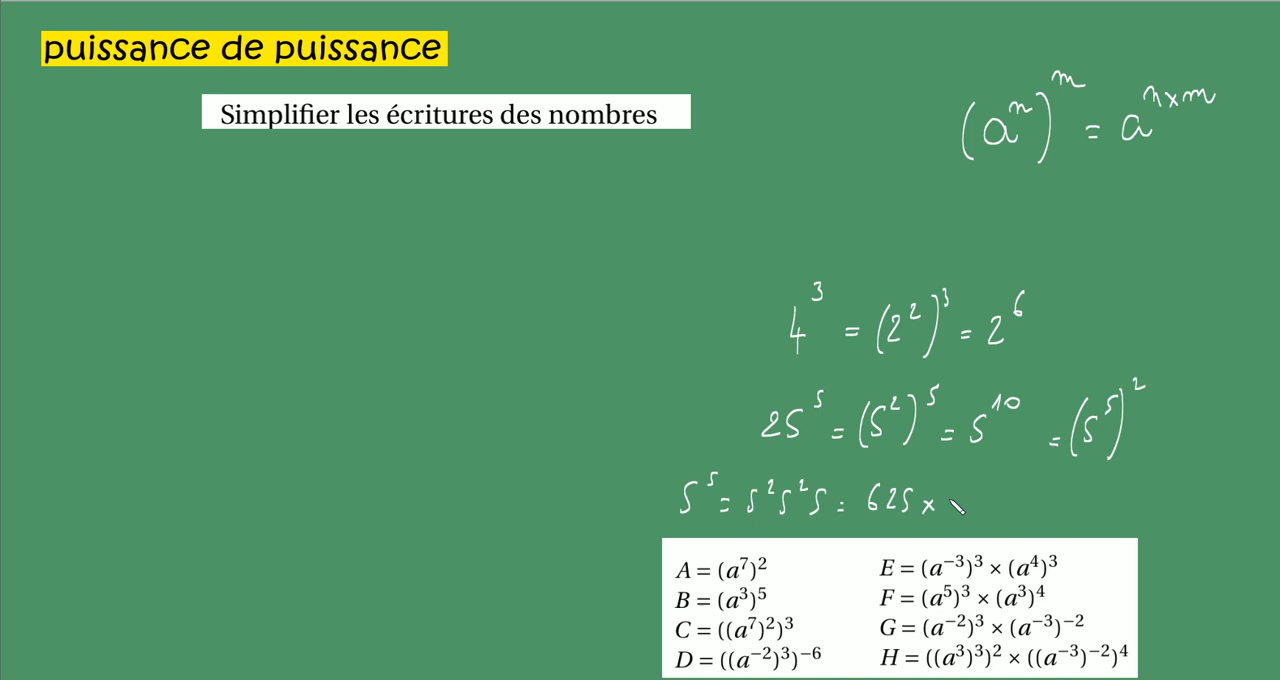 puissance de puissance
Simplifier les écritures des nombres
(aⁿ)ᵐ = aⁿˣᵐ
4³ = (2²)³ = 2⁶
25⁵ = (5²)⁵ = 5¹⁰ = (5⁵)²
5⁵ = 5²5²5 = 625 ×
A = (a⁷)²
B = (a³)⁵
C = ((a⁷)²)³
D = ((a⁻²)³)⁻⁶
E = (a⁻³)³ × (a⁴)³
F = (a⁵)³ × (a³)⁴
G = (a⁻²)³ × (a⁻³)⁻²
H = ((a³)³)² × ((a⁻³)⁻²)⁴